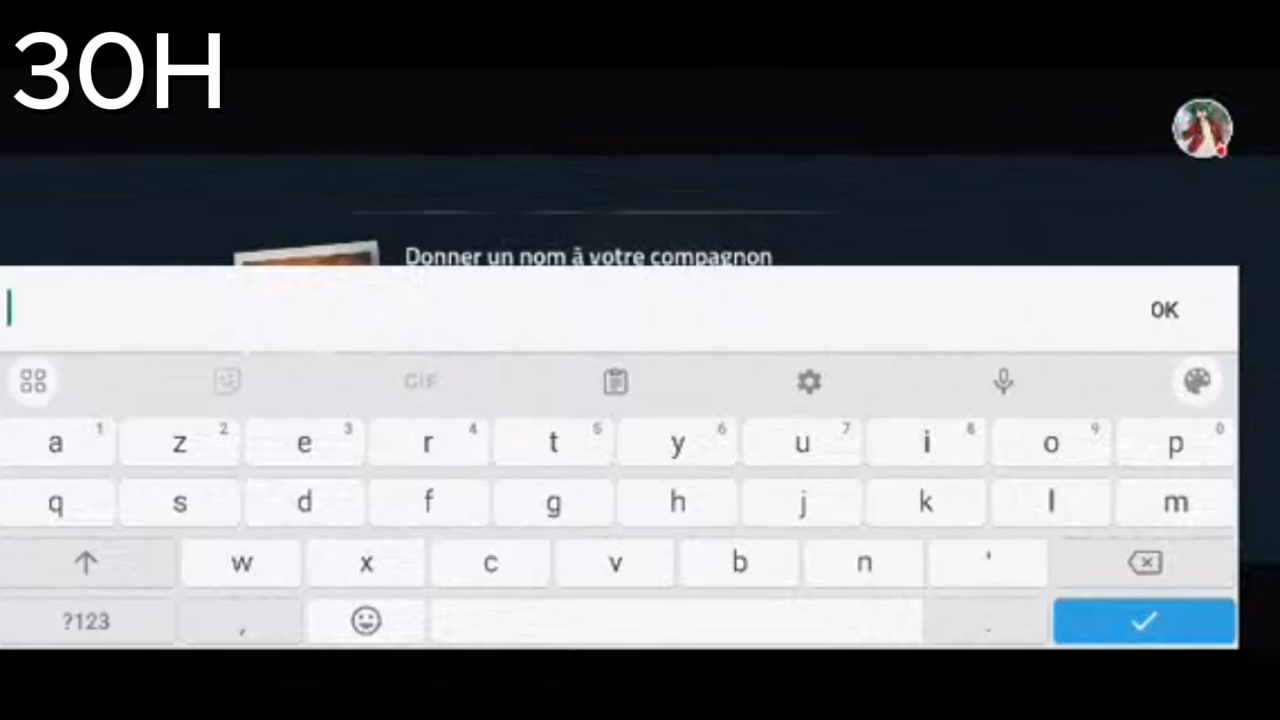 30H
Donner un nom à votre compagnon
OK
GIF
a 1 z 2 e 3 r 4 t 5 y 6 u 7 i 8 o 9 p 0
q s d f g h j k l m
w x c v b n '
?123 , .